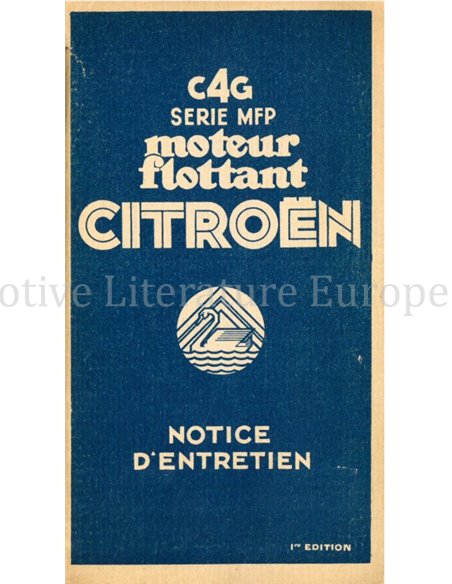 C4G
SERIE MFP
moteur
flottant
CITROËN
otive Literature Europe
NOTICE
D'ENTRETIEN
1re EDITION